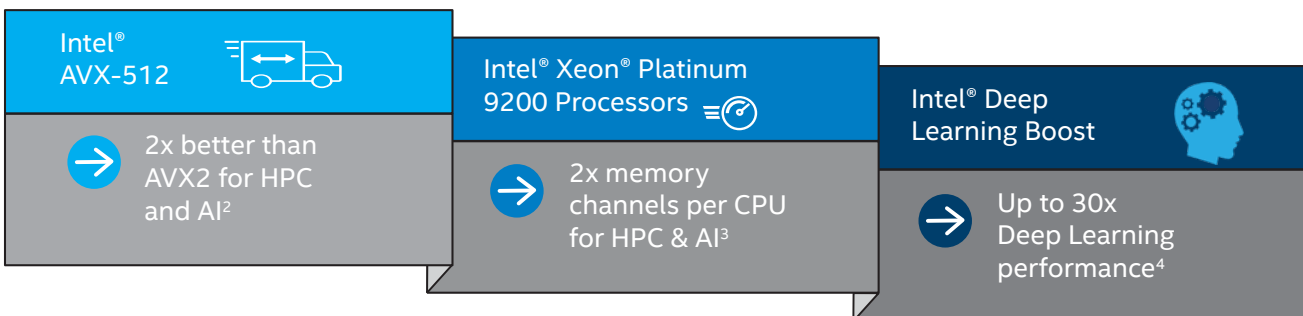 Intel®
AVX-512
2x better than
AVX2 for HPC
and AI²
Intel® Xeon® Platinum
9200 Processors
2x memory
channels per CPU
for HPC & AI³
Intel® Deep
Learning Boost
Up to 30x
Deep Learning
performance⁴